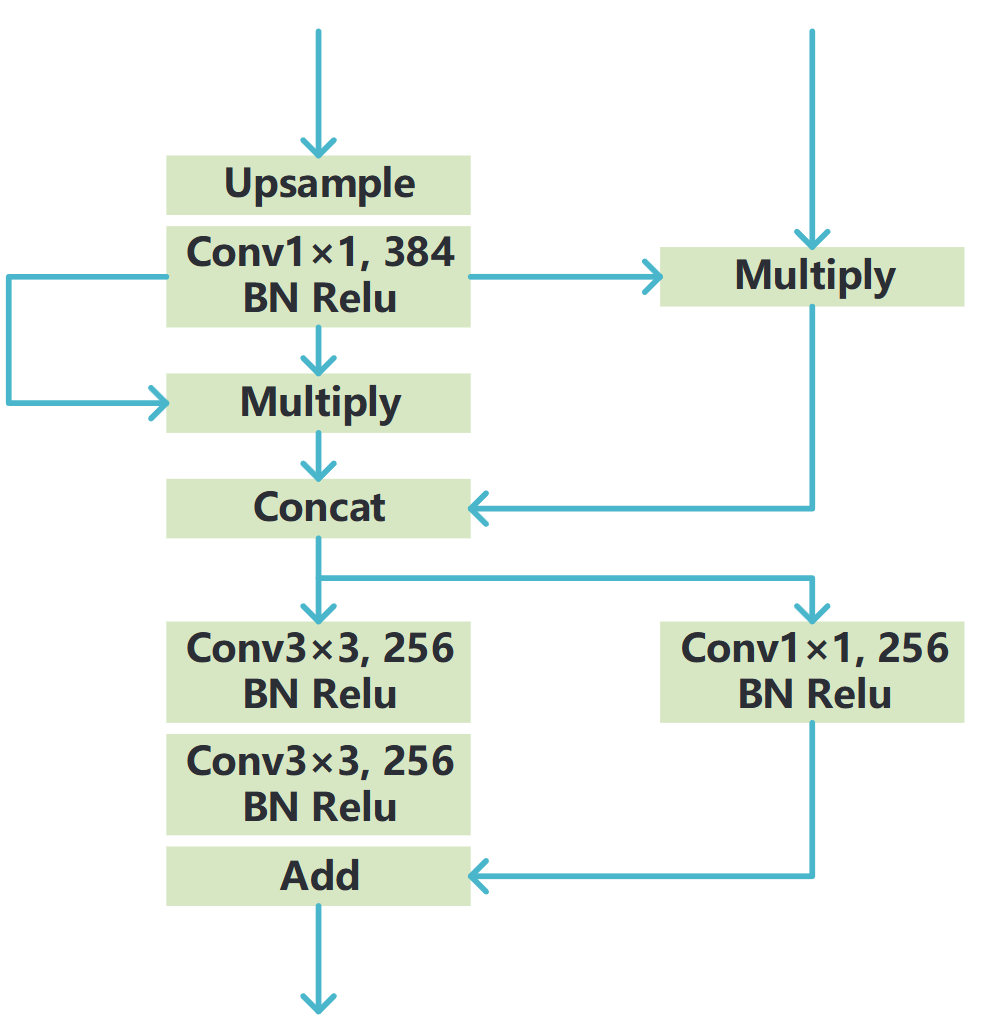 Upsample
Conv1×1, 384
BN Relu
Multiply
Multiply
Concat
Conv3×3, 256
BN Relu
Conv1×1, 256
BN Relu
Conv3×3, 256
BN Relu
Add